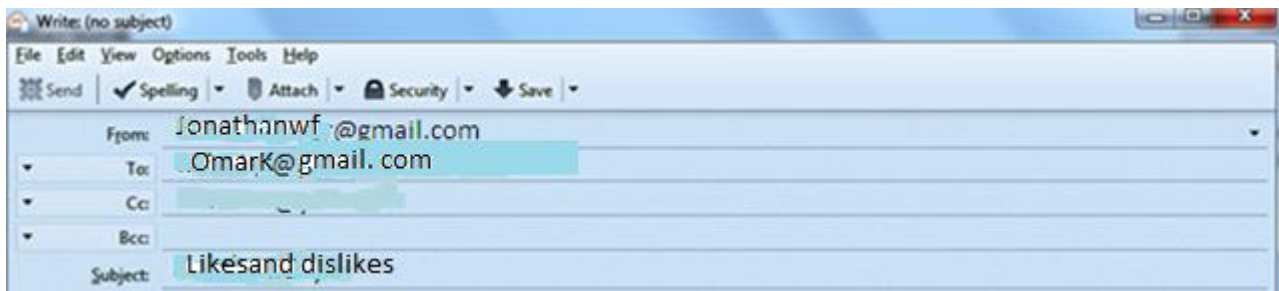 Write: (no subject)
File Edit View Options Tools Help
Send Spelling Attach Security Save
From: Jonathanwf @gmail.com
To: OmarK@gmail. com
Cc:
Bcc:
Subject: Likesand dislikes